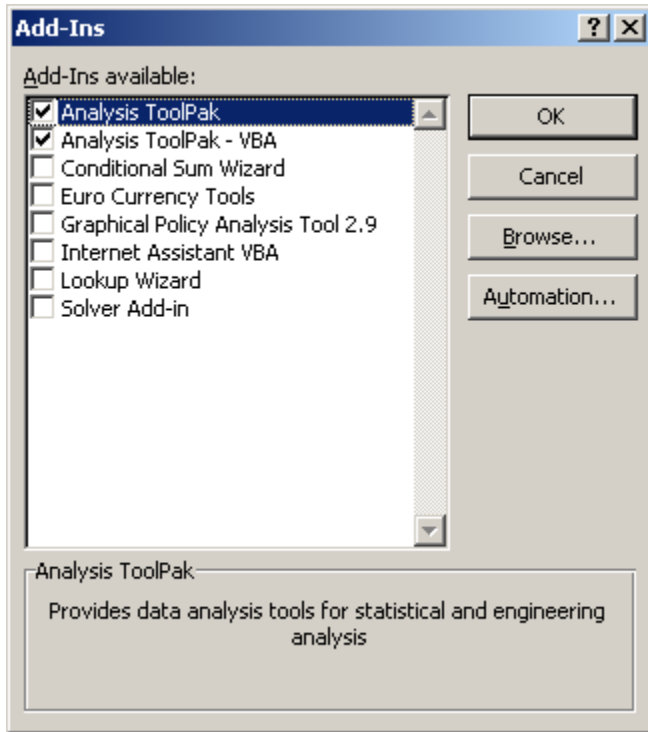 Add-Ins
Add-Ins available:
Analysis ToolPak
Analysis ToolPak - VBA
Conditional Sum Wizard
Euro Currency Tools
Graphical Policy Analysis Tool 2.9
Internet Assistant VBA
Lookup Wizard
Solver Add-in
OK
Cancel
Browse...
Automation...
Analysis ToolPak
Provides data analysis tools for statistical and engineering
analysis